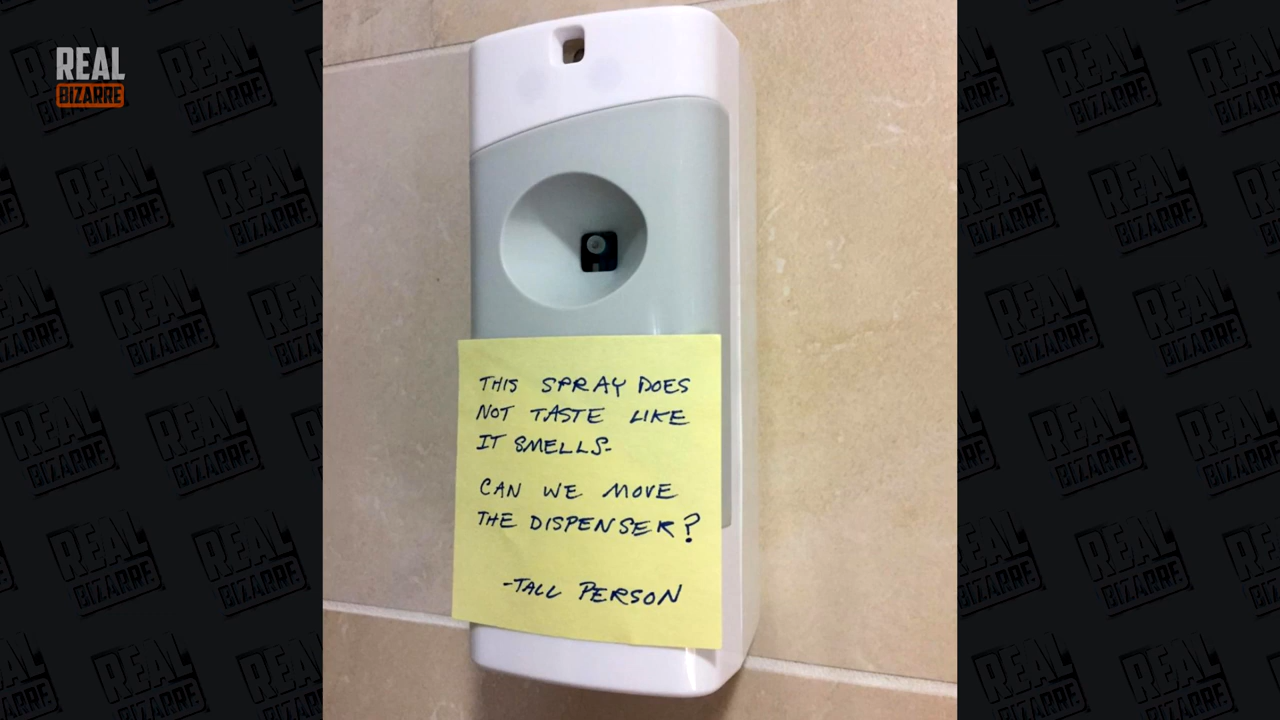 REAL
BIZARRE
THIS SPRAY DOES
NOT TASTE LIKE
IT SMELLS-
CAN WE MOVE
THE DISPENSER?
-TALL PERSON